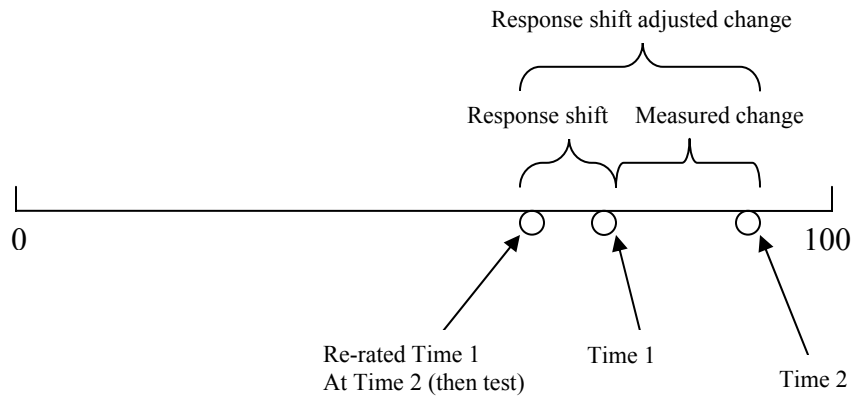 Response shift adjusted change
Response shift
Measured change
0
100
Re-rated Time 1
At Time 2 (then test)
Time 1
Time 2